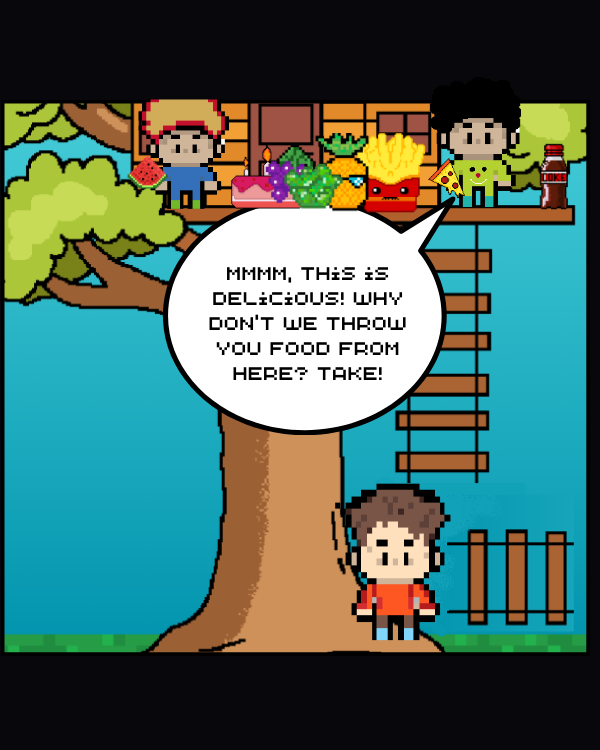 MMMM, THiS iS
DELiCiOUS! WHY
DON'T WE THROW
YOU FOOD FROM
HERE? TAKE!